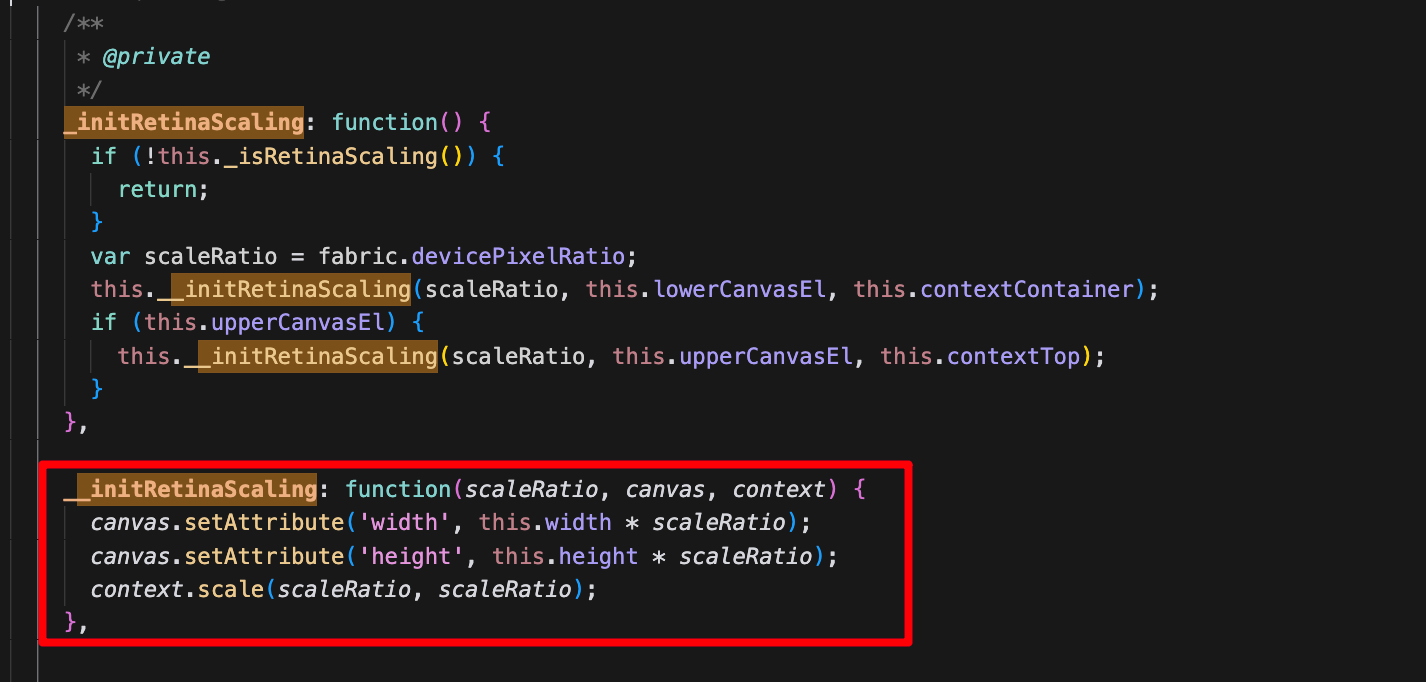 /**
* @private
*/
_initRetinaScaling: function() {
if (!this._isRetinaScaling()) {
return;
}
var scaleRatio = fabric.devicePixelRatio;
this.__initRetinaScaling(scaleRatio, this.lowerCanvasEl, this.contextContainer);
if (this.upperCanvasEl) {
this.__initRetinaScaling(scaleRatio, this.upperCanvasEl, this.contextTop);
}
},
__initRetinaScaling: function(scaleRatio, canvas, context) {
canvas.setAttribute('width', this.width * scaleRatio);
canvas.setAttribute('height', this.height * scaleRatio);
context.scale(scaleRatio, scaleRatio);
},